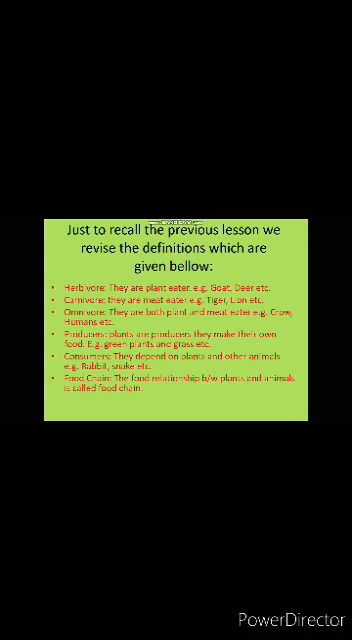 Just to recall the previous lesson we
revise the definitions which are
given bellow:
• Herbivore: They are plant eater. e.g. Goat, Deer etc.
• Carnivore: they are meat eater e.g. Tiger, Lion etc.
• Omnivore: They are both plant and meat eater e.g. Crow,
Humans etc.
• Producers: plants are producers they make their own
food. E.g. green plants and grass etc.
• Consumers: They depend on plants and other animals
e.g. Rabbit, snake etc.
• Food Chain: The food relationship b/w plants and animals
is called food chain.
PowerDirector